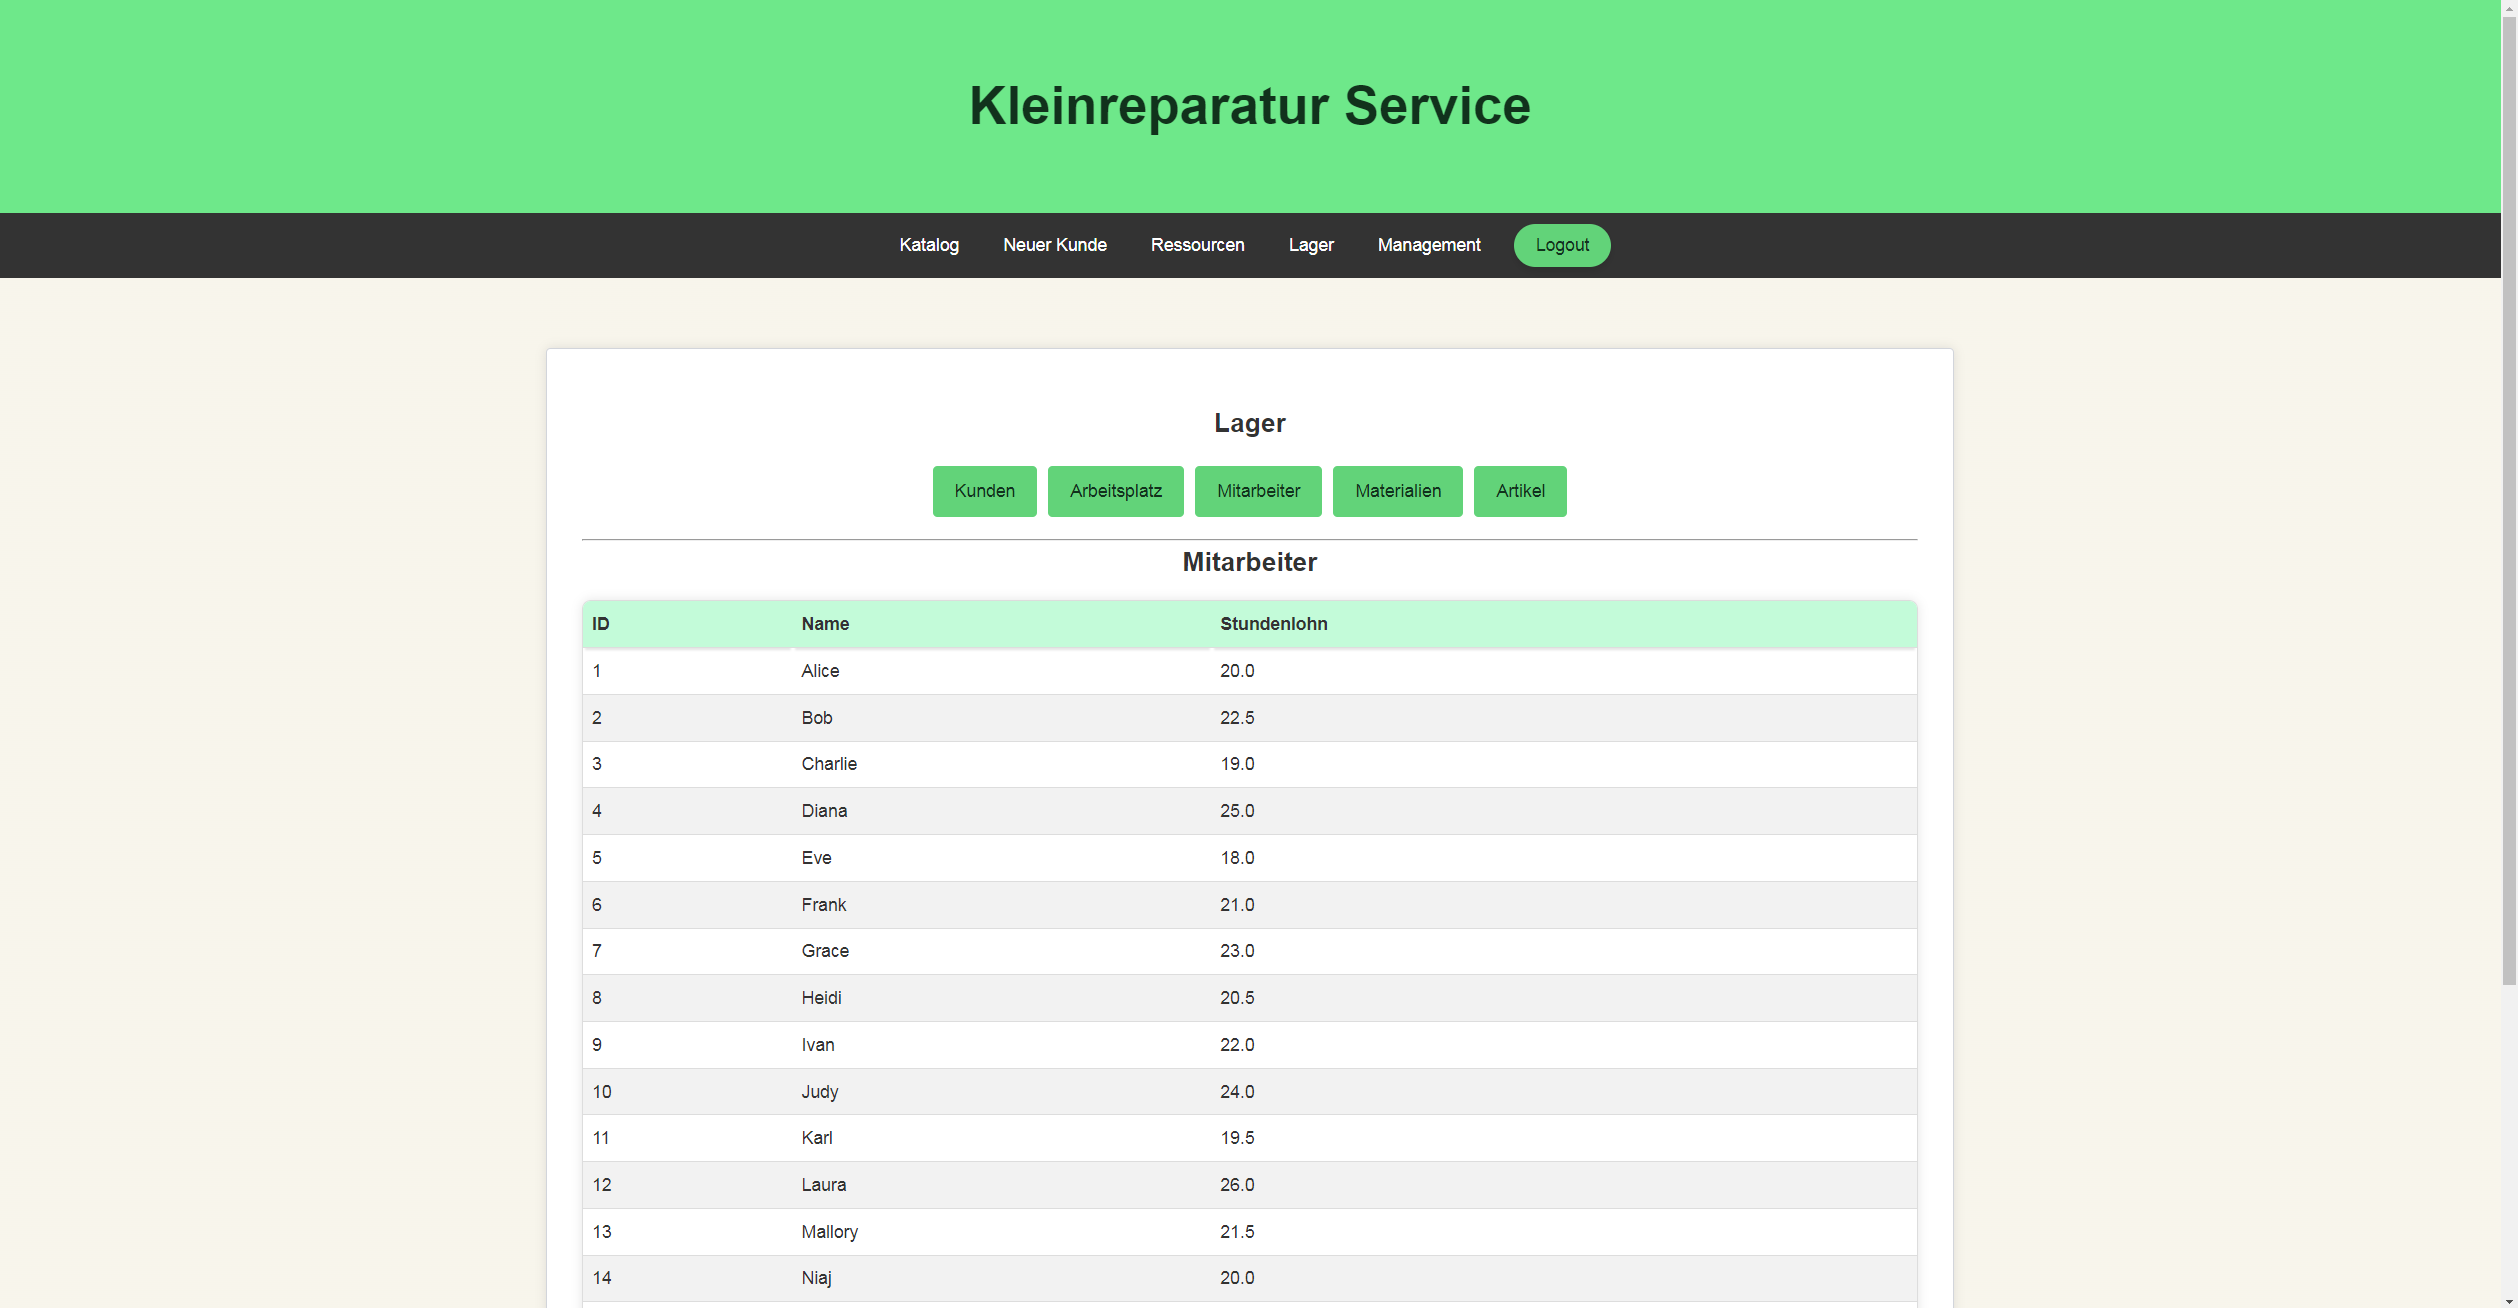 Kleinreparatur Service
Katalog Neuer Kunde Ressourcen Lager Management Logout
Lager
Kunden Arbeitsplatz Mitarbeiter Materialien Artikel
Mitarbeiter
ID Name Stundenlohn
1 Alice 20.0
2 Bob 22.5
3 Charlie 19.0
4 Diana 25.0
5 Eve 18.0
6 Frank 21.0
7 Grace 23.0
8 Heidi 20.5
9 Ivan 22.0
10 Judy 24.0
11 Karl 19.5
12 Laura 26.0
13 Mallory 21.5
14 Niaj 20.0